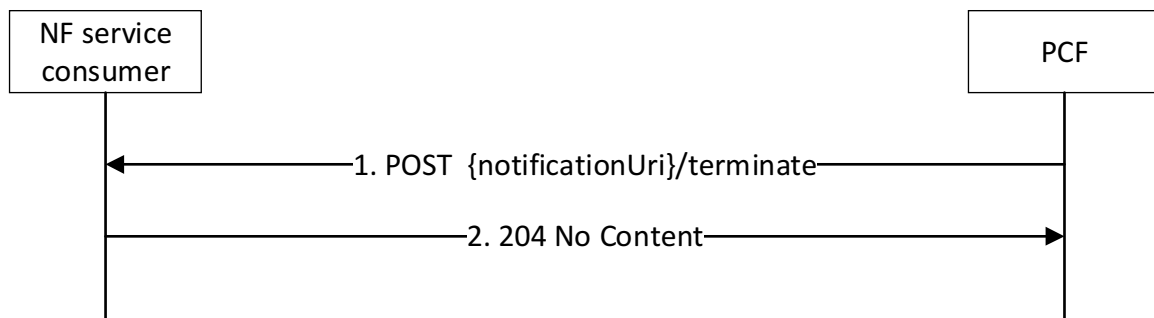 NF service
consumer
PCF
1. POST  {notificationUri}/terminate
2. 204 No Content